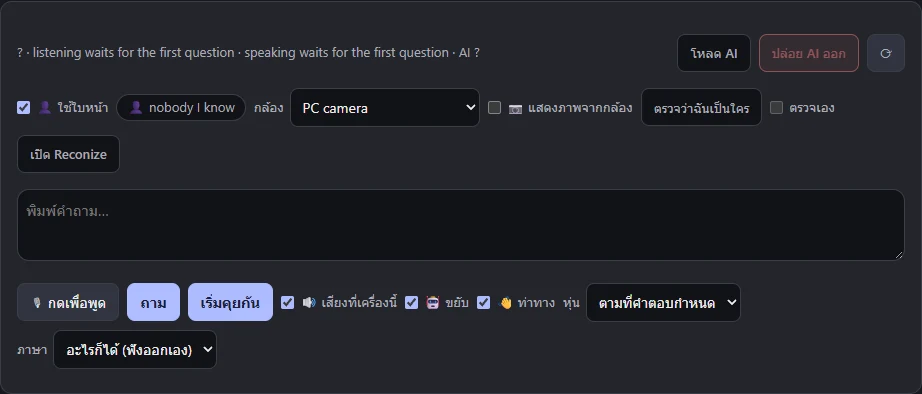 ? · listening waits for the first question · speaking waits for the first question · AI ? โหลด AI ปล่อย AI ออก
ใช้ใบหน้า nobody I know กล้อง PC camera แสดงภาพจากกล้อง ตรวจว่าฉันเป็นใคร ตรวจเอง
เปิด Reconize
พิมพ์คำถาม...
กดเพื่อพูด ถาม เริ่มคุยกัน เสียงที่เครื่องนี้ ขยับ ท่าทาง หุ่น ตามที่คำตอบกำหนด
ภาษา อะไรก็ได้ (ฟังออกเอง)